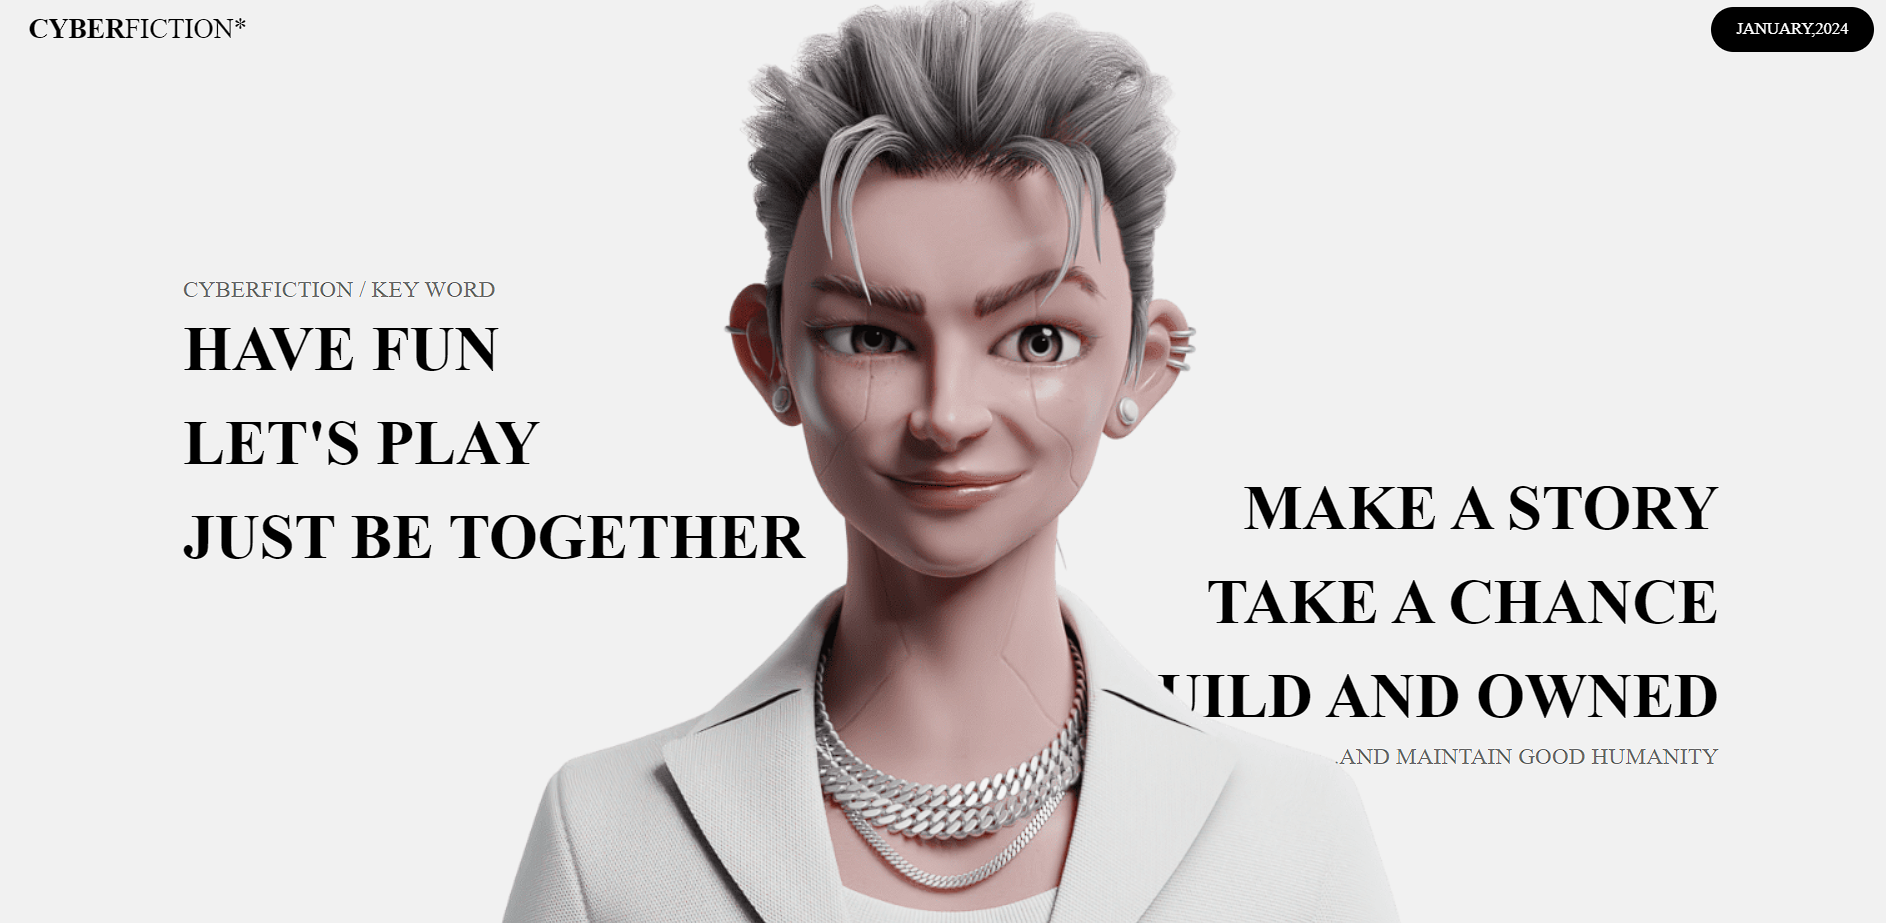 CYBERFICTION*
JANUARY,2024
CYBERFICTION / KEY WORD
HAVE FUN
LET'S PLAY
JUST BE TOGETHER
MAKE A STORY
TAKE A CHANCE
UILD AND OWNED
.AND MAINTAIN GOOD HUMANITY